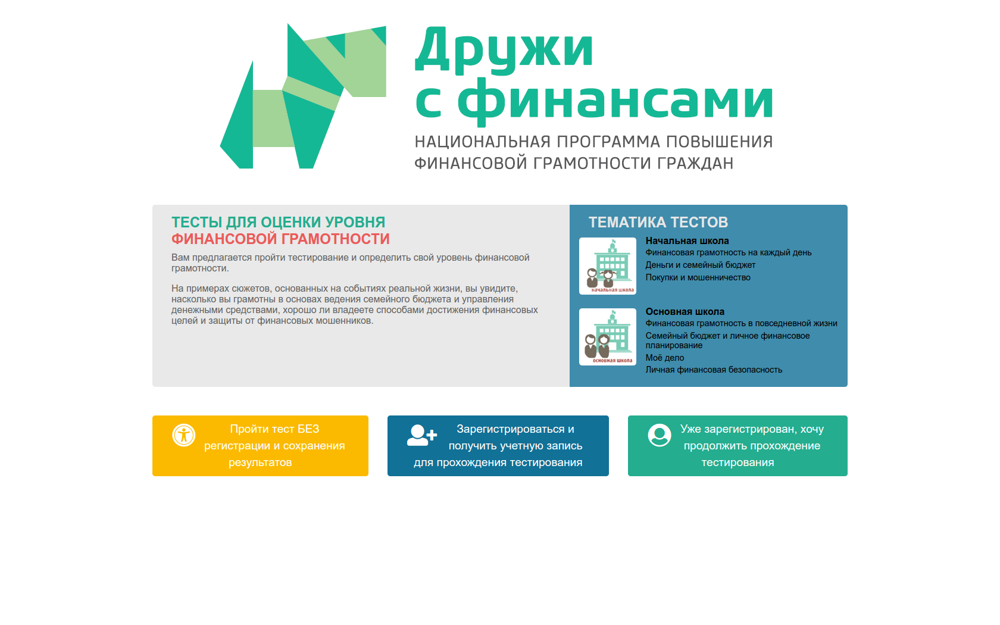 Дружи
с финансами
НАЦИОНАЛЬНАЯ ПРОГРАММА ПОВЫШЕНИЯ
ФИНАНСОВОЙ ГРАМОТНОСТИ ГРАЖДАН
ТЕСТЫ ДЛЯ ОЦЕНКИ УРОВНЯ
ФИНАНСОВОЙ ГРАМОТНОСТИ
Вам предлагается пройти тестирование и определить свой уровень финансовой
грамотности.
На примерах сюжетов, основанных на событиях реальной жизни, вы увидите,
насколько вы грамотны в основах ведения семейного бюджета и управления
денежными средствами, хорошо ли владеете способами достижения финансовых
целей и защиты от финансовых мошенников.
ТЕМАТИКА ТЕСТОВ
начальная школа
Начальная школа
Финансовая грамотность на каждый день
Деньги и семейный бюджет
Покупки и мошенничество
основная школа
Основная школа
Финансовая грамотность в повседневной жизни
Семейный бюджет и личное финансовое
планирование
Моё дело
Личная финансовая безопасность
Пройти тест БЕЗ
регистрации и сохранения
результатов
Зарегистрироваться и
получить учетную запись
для прохождения тестирования
Уже зарегистрирован, хочу
продолжить прохождение
тестирования